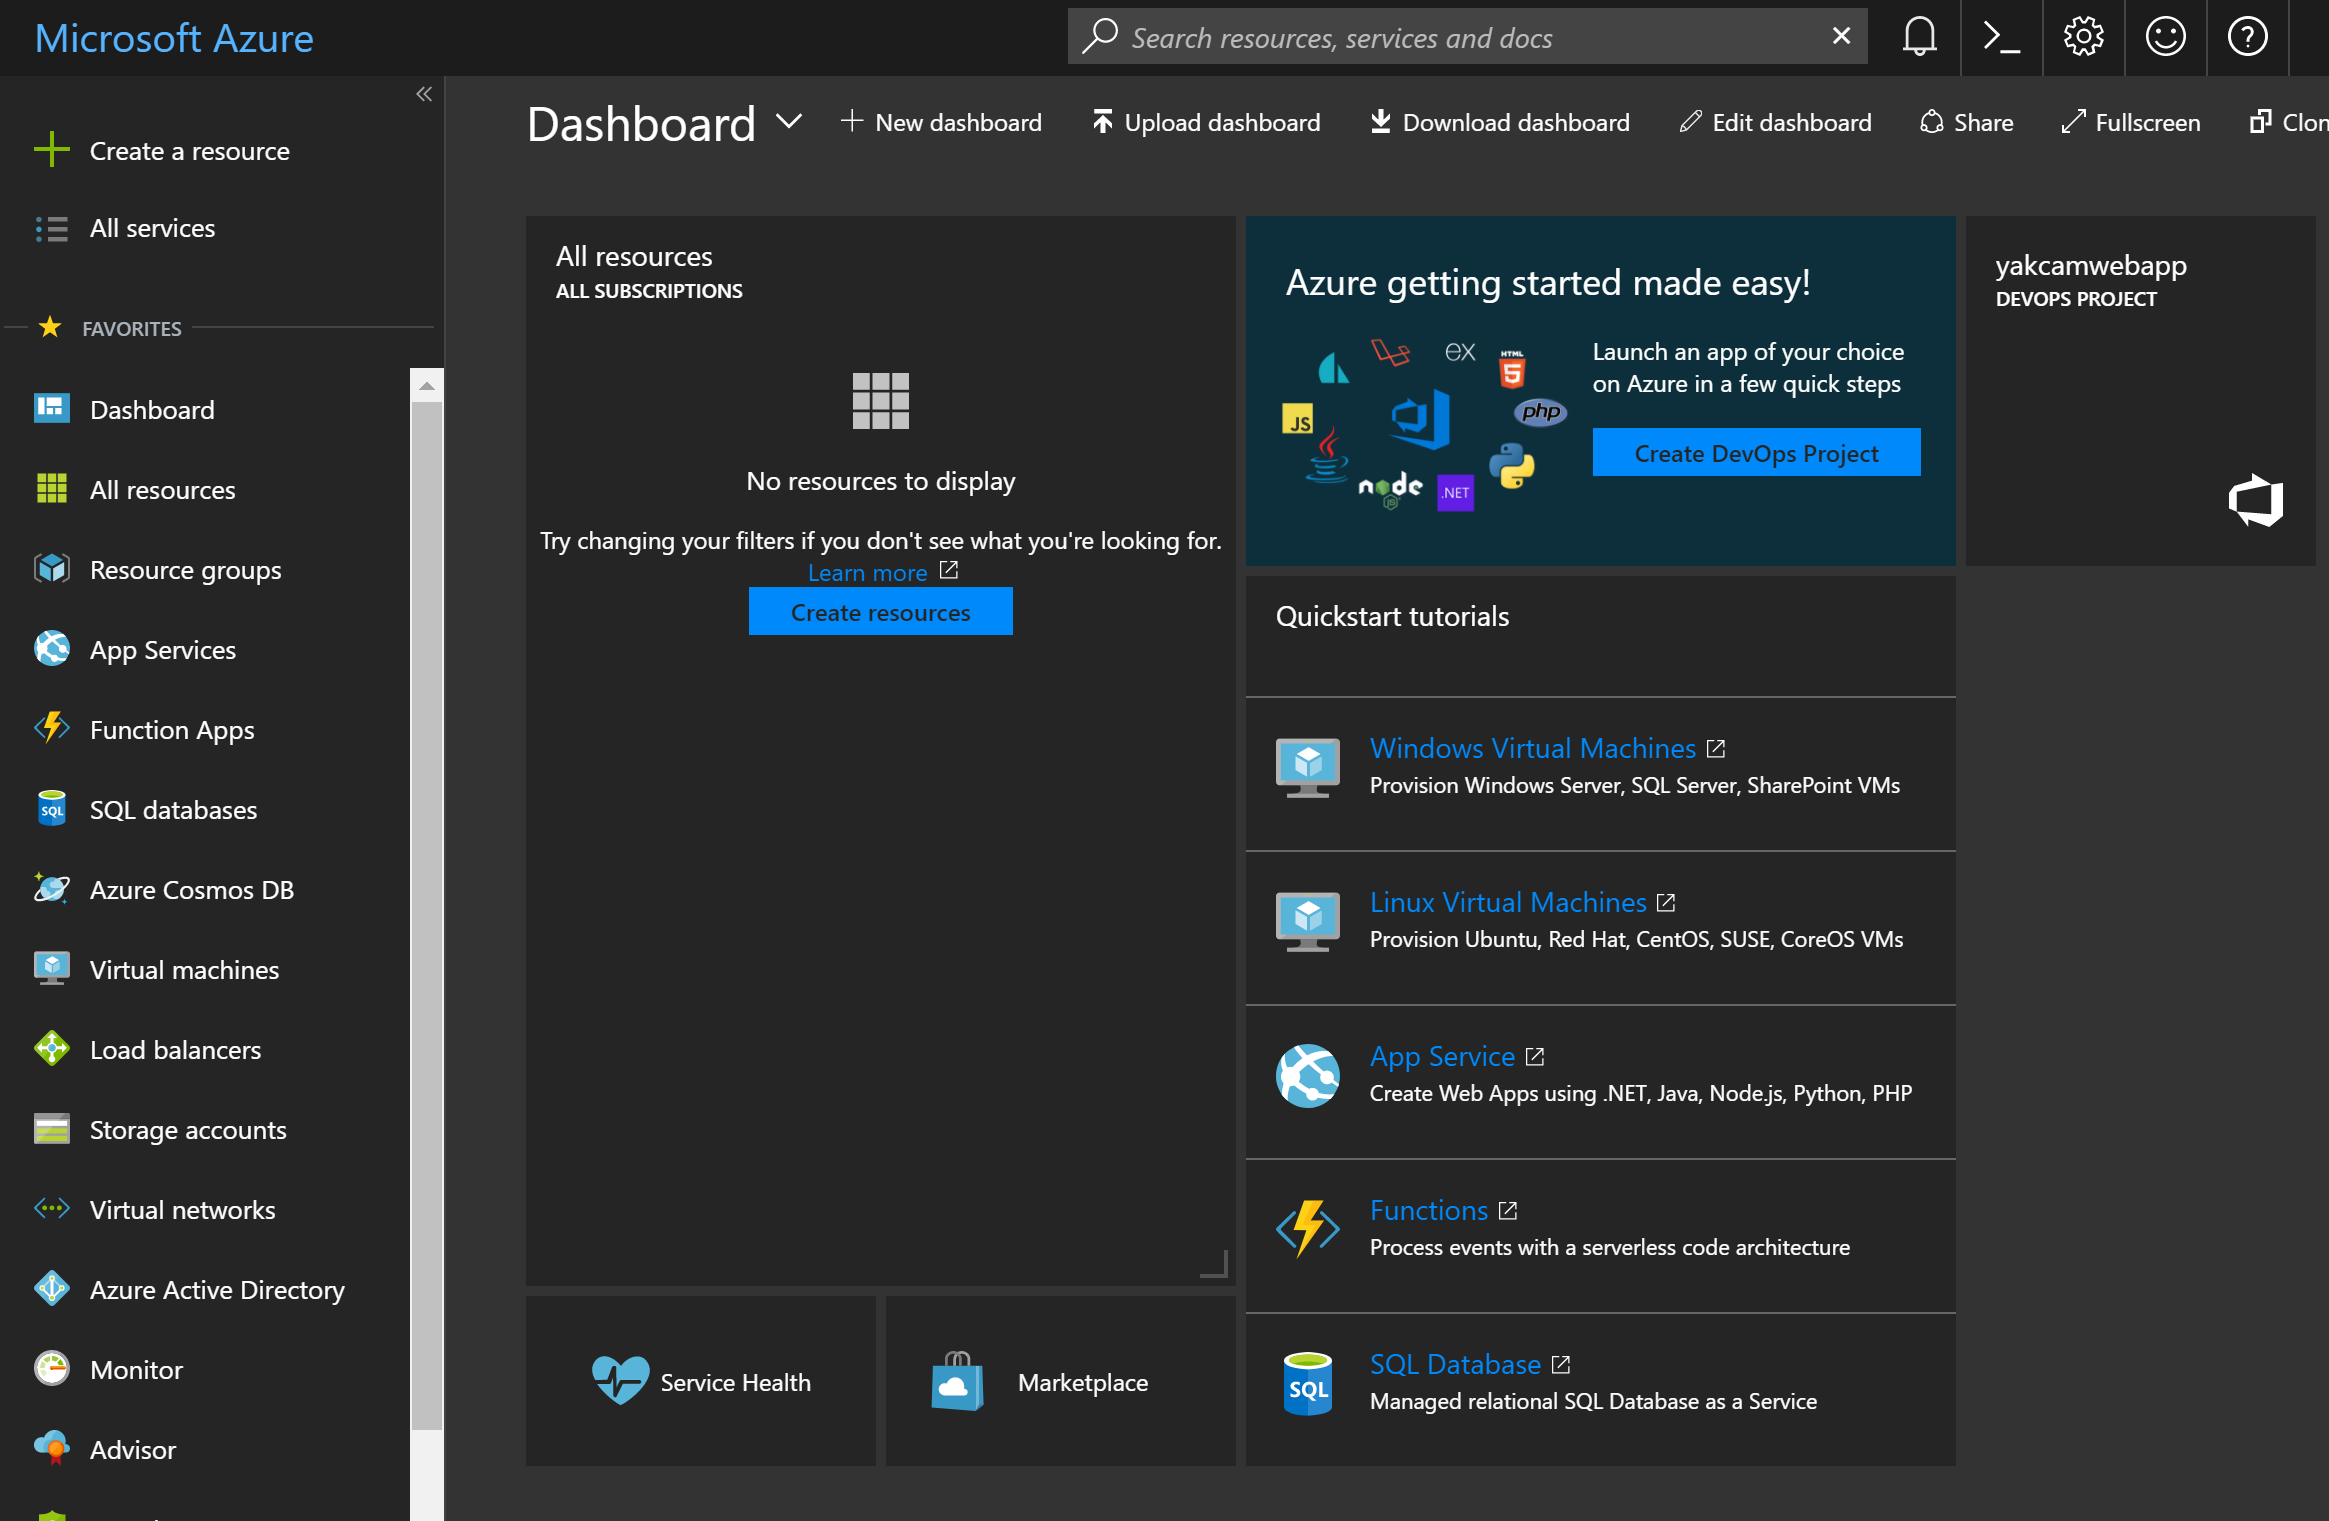 Microsoft Azure
Search resources, services and docs
Create a resource
All services
FAVORITES
Dashboard
All resources
Resource groups
App Services
Function Apps
SQL
SQL databases
Azure Cosmos DB
Virtual machines
Load balancers
Storage accounts
Virtual networks
Azure Active Directory
Monitor
Advisor
Dashboard
New dashboard
Upload dashboard
Download dashboard
Edit dashboard
Share
Fullscreen
Clon
All resources
ALL SUBSCRIPTIONS
No resources to display
Try changing your filters if you don't see what you're looking for.
Learn more
Create resources
Service Health
Marketplace
Azure getting started made easy!
ex
HTML
5
JS
php
node
JS
.NET
Launch an app of your choice
on Azure in a few quick steps
Create DevOps Project
Quickstart tutorials
Windows Virtual Machines
Provision Windows Server, SQL Server, SharePoint VMs
Linux Virtual Machines
Provision Ubuntu, Red Hat, CentOS, SUSE, CoreOS VMs
App Service
Create Web Apps using .NET, Java, Node.js, Python, PHP
Functions
Process events with a serverless code architecture
SQL
SQL Database
Managed relational SQL Database as a Service
yakcamwebapp
DEVOPS PROJECT